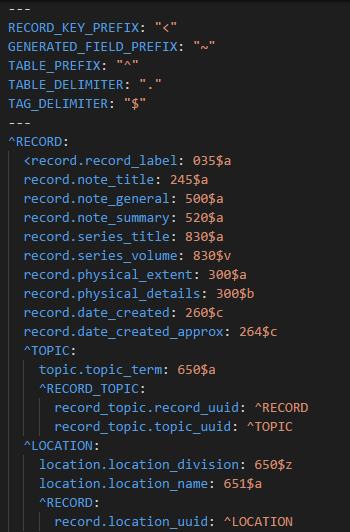 ---
RECORD_KEY_PREFIX: "<"
GENERATED_FIELD_PREFIX: "~"
TABLE_PREFIX: "^"
TABLE_DELIMITER: "."
TAG_DELIMITER: "$"
---
^RECORD:
  <record.record_label: 035$a
  record.note_title: 245$a
  record.note_general: 500$a
  record.note_summary: 520$a
  record.series_title: 830$a
  record.series_volume: 830$v
  record.physical_extent: 300$a
  record.physical_details: 300$b
  record.date_created: 260$c
  record.date_created_approx: 264$c
  ^TOPIC:
    topic.topic_term: 650$a
    ^RECORD_TOPIC:
      record_topic.record_uuid: ^RECORD
      record_topic.topic_uuid: ^TOPIC
  ^LOCATION:
    location.location_division: 650$z
    location.location_name: 651$a
    ^RECORD:
      record.location_uuid: ^LOCATION